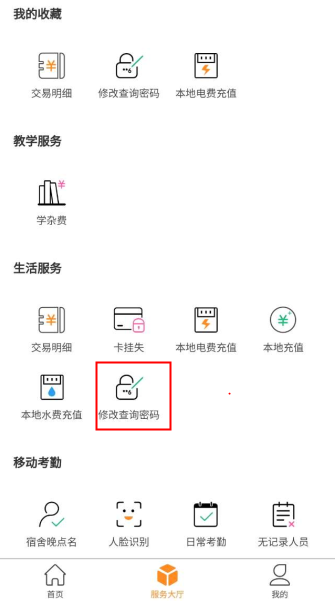 我的收藏
交易明细 修改查询密码 本地电费充值
教学服务
学杂费
生活服务
交易明细 卡挂失 本地电费充值 本地充值
本地水费充值 修改查询密码
移动考勤
宿舍晚点名 人脸识别 日常考勤 无记录人员
首页 服务大厅 我的